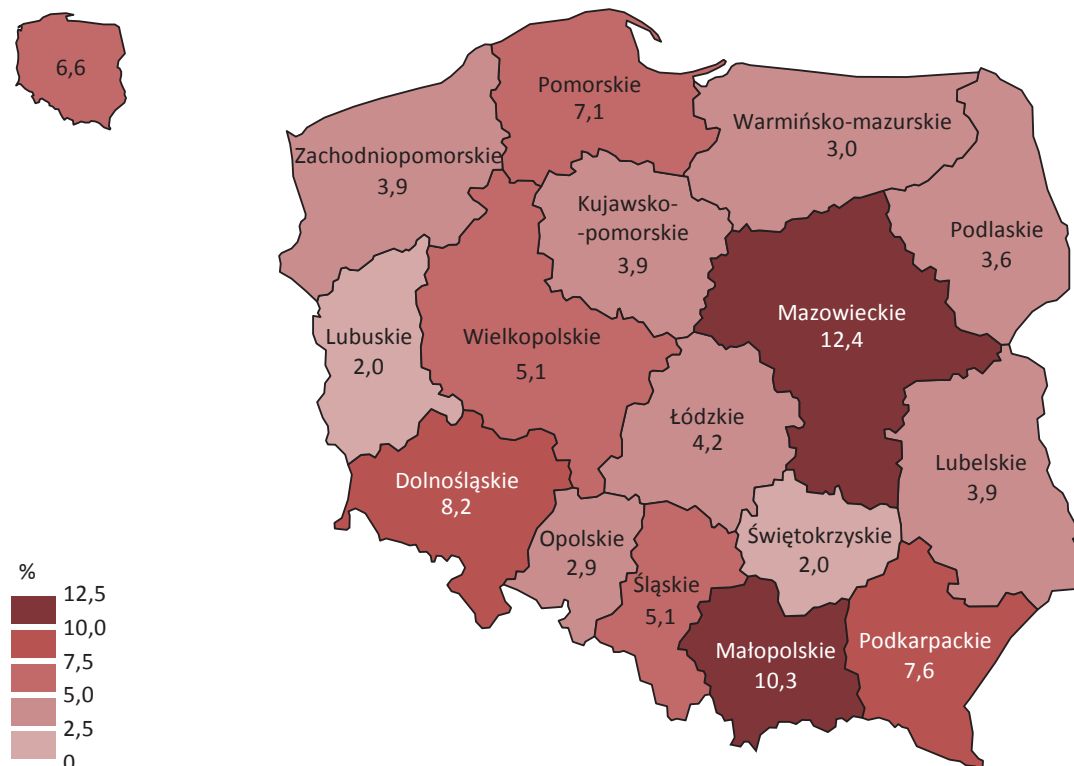 6,6
Pomorskie
7,1
Warmińsko-mazurskie
3,0
Zachodniopomorskie
3,9
Kujawsko-
-pomorskie
3,9
Podlaskie
3,6
Mazowieckie
12,4
Lubuskie
2,0
Wielkopolskie
5,1
Łódzkie
4,2
Lubelskie
3,9
Dolnośląskie
8,2
Opolskie
2,9
Śląskie
5,1
Świętokrzyskie
2,0
Małopolskie
10,3
Podkarpackie
7,6
%
12,5
10,0
7,5
5,0
2,5
0